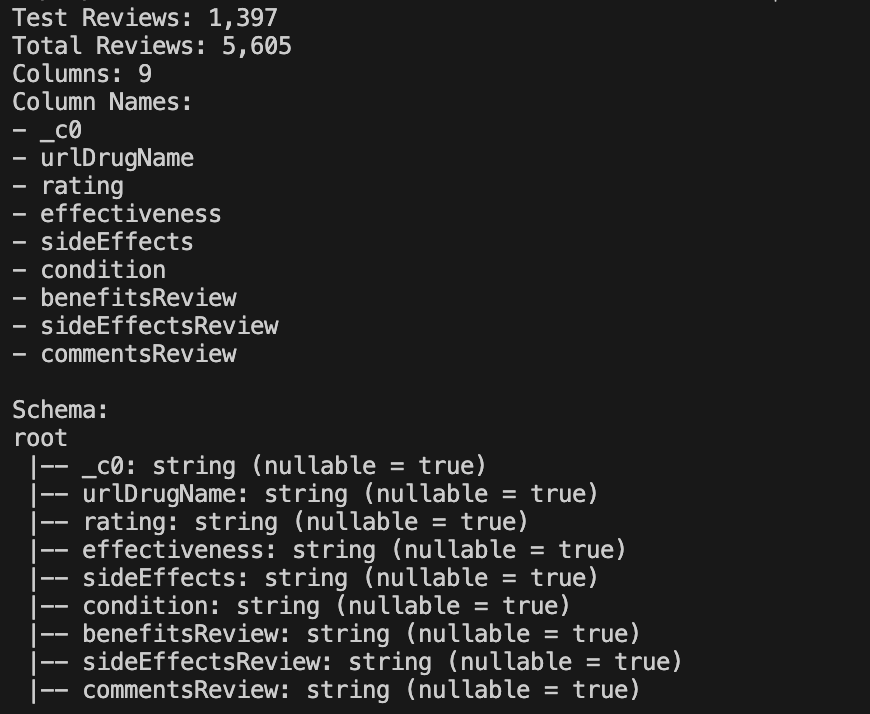 Test Reviews: 1,397
Total Reviews: 5,605
Columns: 9
Column Names:
- _c0
- urlDrugName
- rating
- effectiveness
- sideEffects
- condition
- benefitsReview
- sideEffectsReview
- commentsReview
Schema:
root
|-- _c0: string (nullable = true)
|-- urlDrugName: string (nullable = true)
|-- rating: string (nullable = true)
|-- effectiveness: string (nullable = true)
|-- sideEffects: string (nullable = true)
|-- condition: string (nullable = true)
|-- benefitsReview: string (nullable = true)
|-- sideEffectsReview: string (nullable = true)
|-- commentsReview: string (nullable = true)